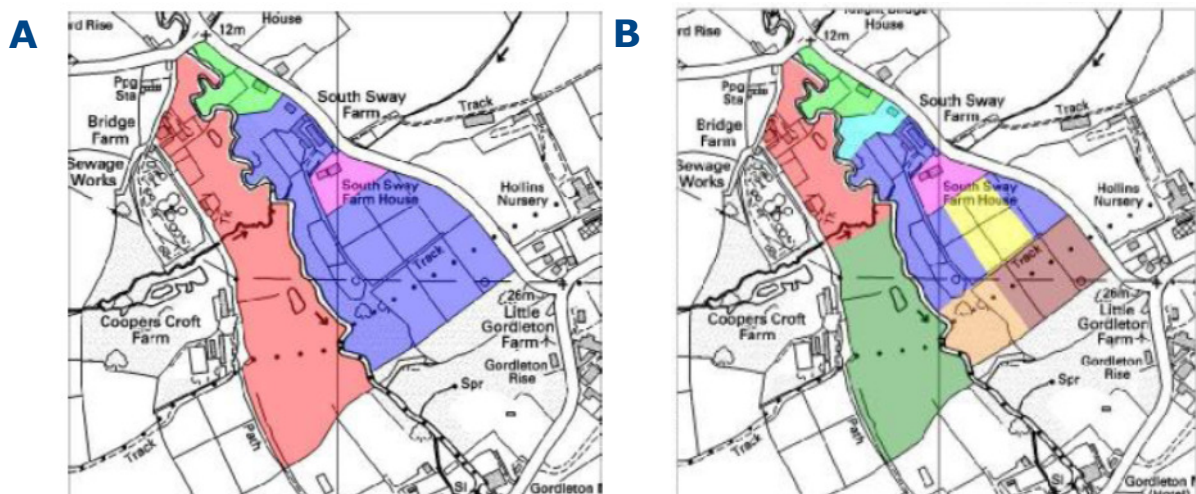 A
rd Rise
12m
House
Ppg
Sta
Bridge
Farm
Sewage
Works
South Sway
Farm
Track
South Sway
Farm House
Hollins
Nursery
Track
26m
Little
Gordleton
Farm
Gordleton
Rise
Coopers Croft
Farm
Spr
Track
Path
Gordleton
B
rd Rise
12m
House
Ppg
Sta
Bridge
Farm
Sewage
Works
South Sway
Farm
Track
South Sway
Farm House
Hollins
Nursery
Track
26m
Little
Gordleton
Farm
Gordleton
Rise
Coopers Croft
Farm
Spr
Track
Path
Gordleton